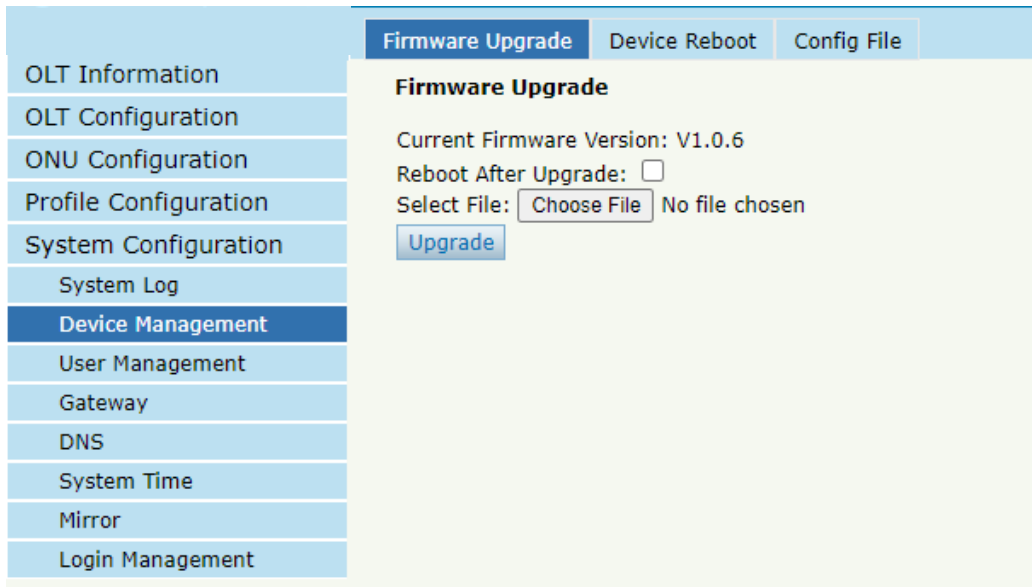 Firmware Upgrade Device Reboot Config File
OLT Information
OLT Configuration
ONU Configuration
Profile Configuration
System Configuration
System Log
Device Management
User Management
Gateway
DNS
System Time
Mirror
Login Management
Firmware Upgrade
Current Firmware Version: V1.0.6
Reboot After Upgrade:
Select File: Choose File No file chosen
Upgrade